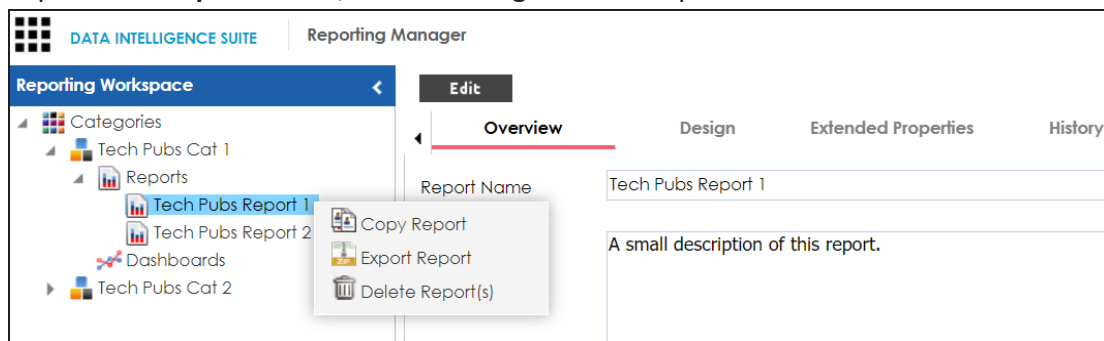 DATA INTELLIGENCE SUITE Reporting Manager
Reporting Workspace
Edit
Categories
Tech Pubs Cat 1
Reports
Tech Pubs Report 1
Tech Pubs Report 2
Dashboards
Tech Pubs Cat 2
Copy Report
ZIP
Export Report
Delete Report(s)
Overview Design Extended Properties History
Report Name Tech Pubs Report 1
A small description of this report.